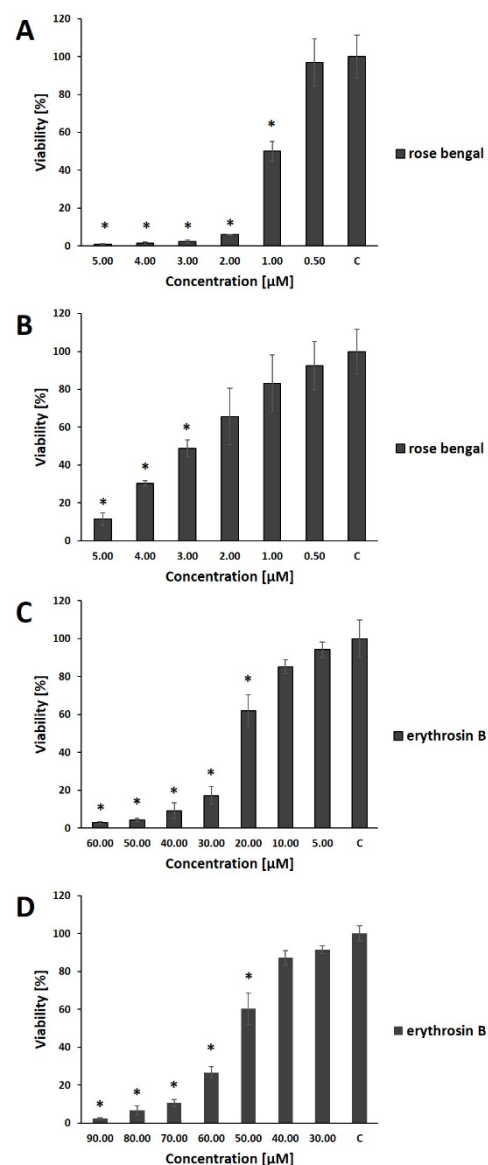 A
Viability [%]
120
100
80
60
40
20
0
* * * * *
5.00 4.00 3.00 2.00 1.00 0.50 C
Concentration [µM]
rose bengal
B
Viability [%]
120
100
80
60
40
20
0
* * *
5.00 4.00 3.00 2.00 1.00 0.50 C
Concentration [µM]
rose bengal
C
Viability [%]
120
100
80
60
40
20
0
* * * * *
60.00 50.00 40.00 30.00 20.00 10.00 5.00 C
Concentration [µM]
erythrosin B
D
Viability [%]
120
100
80
60
40
20
0
* * * * *
90.00 80.00 70.00 60.00 50.00 40.00 30.00 C
Concentration [µM]
erythrosin B